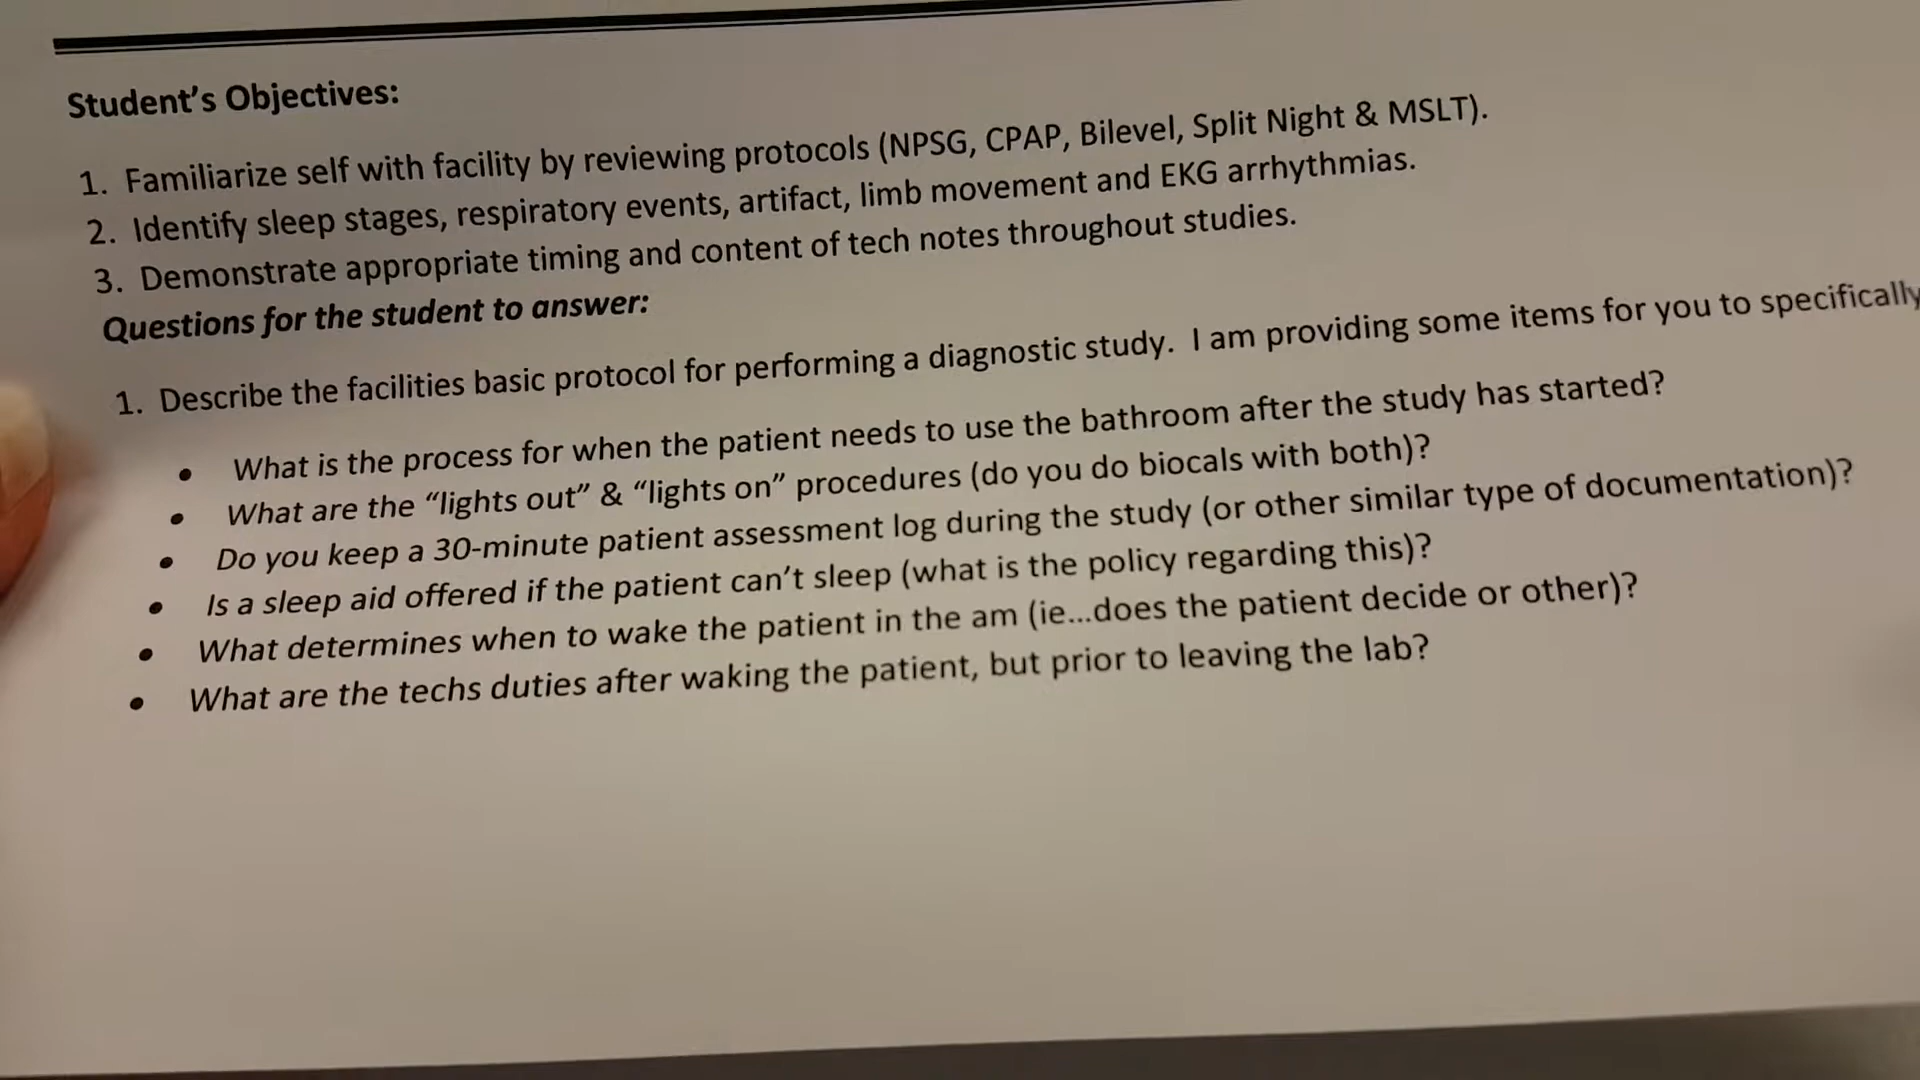 Student's Objectives:
1. Familiarize self with facility by reviewing protocols (NPSG, CPAP, Bilevel, Split Night & MSLT).
2. Identify sleep stages, respiratory events, artifact, limb movement and EKG arrhythmias.
3. Demonstrate appropriate timing and content of tech notes throughout studies.
Questions for the student to answer:
1. Describe the facilities basic protocol for performing a diagnostic study. I am providing some items for you to specifically
• What is the process for when the patient needs to use the bathroom after the study has started?
• What are the “lights out” & “lights on” procedures (do you do biocals with both)?
• Do you keep a 30-minute patient assessment log during the study (or other similar type of documentation)?
• Is a sleep aid offered if the patient can't sleep (what is the policy regarding this)?
• What determines when to wake the patient in the am (ie...does the patient decide or other)?
• What are the techs duties after waking the patient, but prior to leaving the lab?